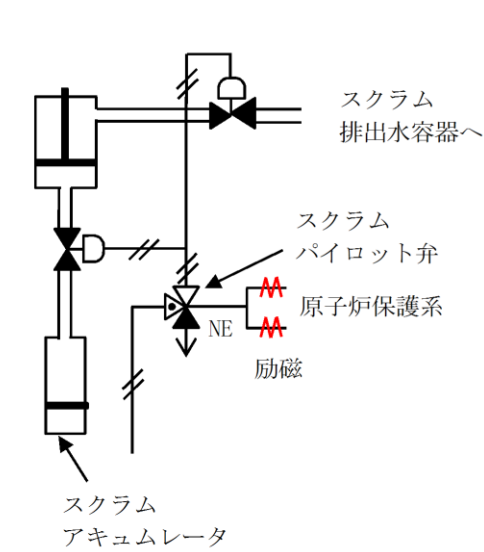 スクラム
排出水容器へ
スクラム
パイロット弁
原子炉保護系
NE
励磁
スクラム
アキュムレータ